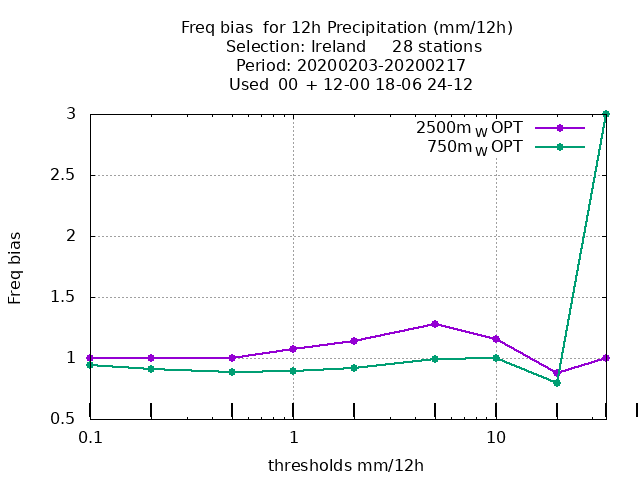 Freq bias  for 12h Precipitation (mm/12h)
Selection: Ireland     28 stations
Period: 20200203-20200217
Used  00  + 12-00 18-06 24-12
3
2500m W OPT
750m W OPT
2.5
2
Freq bias
1.5
1
0.5
0.1 1 10
thresholds mm/12h